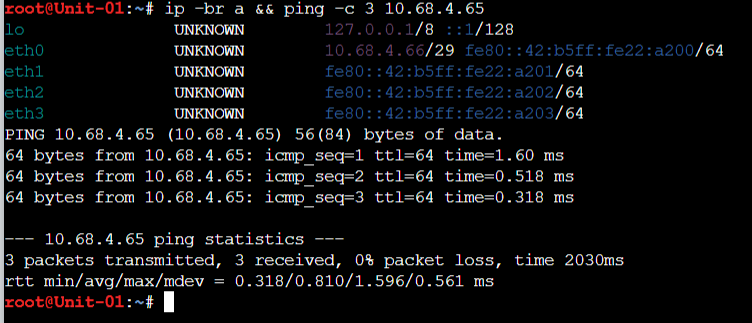 root@Unit-01:~# ip -br a && ping -c 3 10.68.4.65
lo UNKNOWN 127.0.0.1/8 ::1/128
eth0 UNKNOWN 10.68.4.66/29 fe80::42:b5ff:fe22:a200/64
eth1 UNKNOWN fe80::42:b5ff:fe22:a201/64
eth2 UNKNOWN fe80::42:b5ff:fe22:a202/64
eth3 UNKNOWN fe80::42:b5ff:fe22:a203/64
PING 10.68.4.65 (10.68.4.65) 56(84) bytes of data.
64 bytes from 10.68.4.65: icmp_seq=1 ttl=64 time=1.60 ms
64 bytes from 10.68.4.65: icmp_seq=2 ttl=64 time=0.518 ms
64 bytes from 10.68.4.65: icmp_seq=3 ttl=64 time=0.318 ms
--- 10.68.4.65 ping statistics ---
3 packets transmitted, 3 received, 0% packet loss, time 2030ms
rtt min/avg/max/mdev = 0.318/0.810/1.596/0.561 ms
root@Unit-01:~#